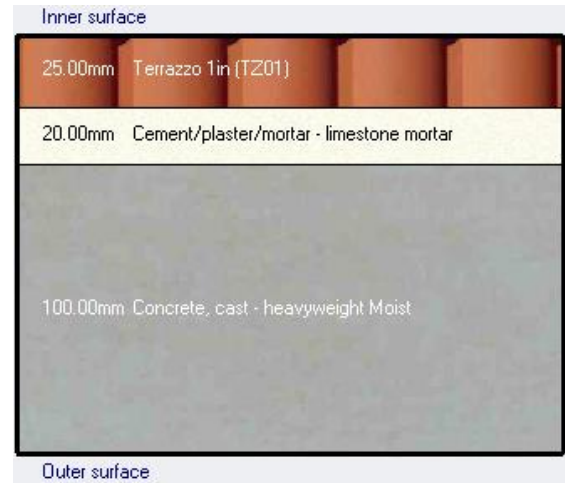 Inner surface
25.00mm Terrazzo 1in (TZ01)
20.00mm Cement/plaster/mortar - limestone mortar
100.00mm Concrete, cast - heavyweight Moist
Outer surface